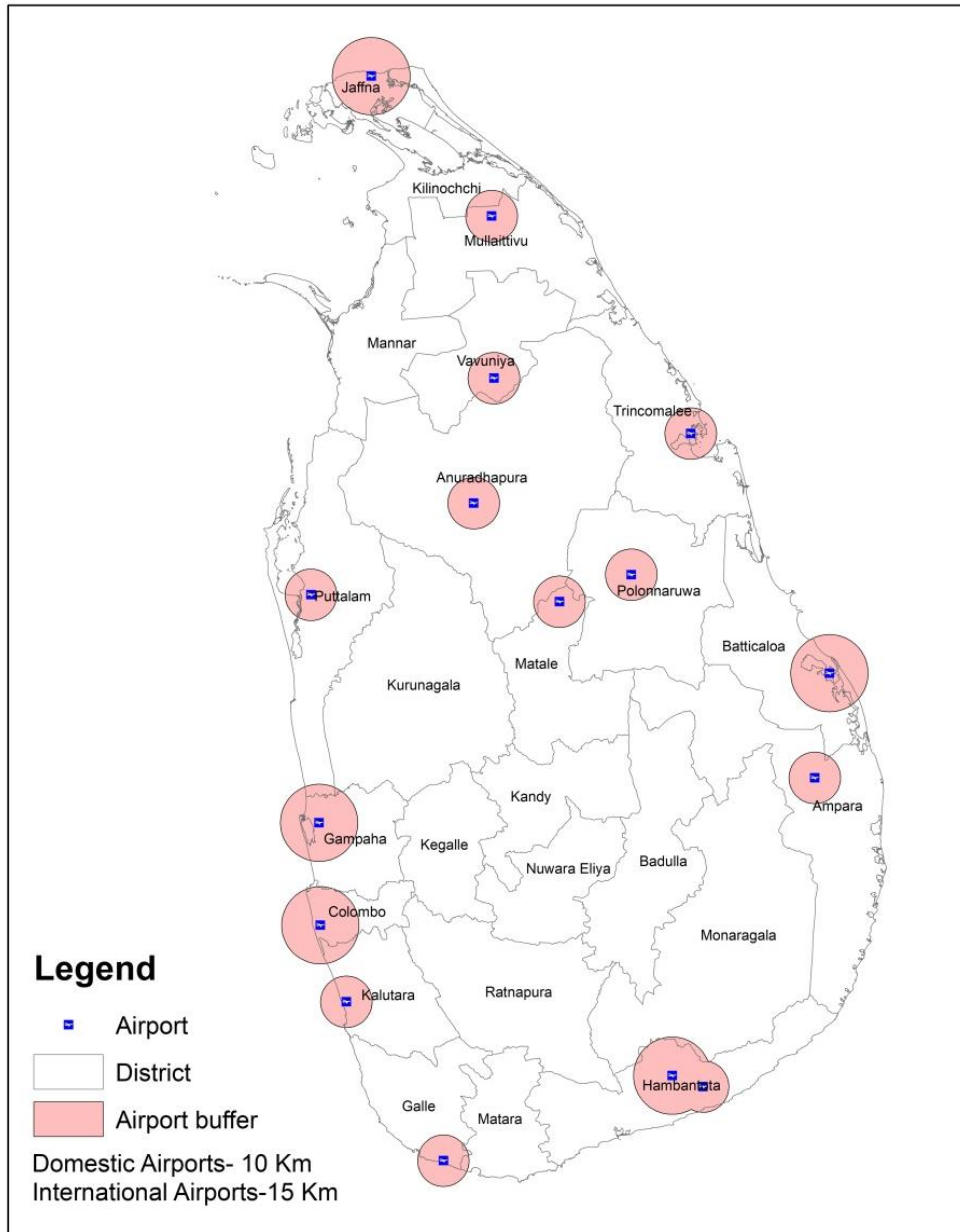 Jaffna
Kilinochchi
Mullaittivu
Mannar
Vavuniya
Trincomalee
Anuradhapura
Puttalam
Polonnaruwa
Batticaloa
Matale
Kurunagala
Kandy
Ampara
Gampaha
Kegalle
Nuwara Eliya
Badulla
Colombo
Monaragala
Kalutara
Ratnapura
Hambantota
Galle
Matara
Legend
Airport
District
Airport buffer
Domestic Airports- 10 Km
International Airports-15 Km